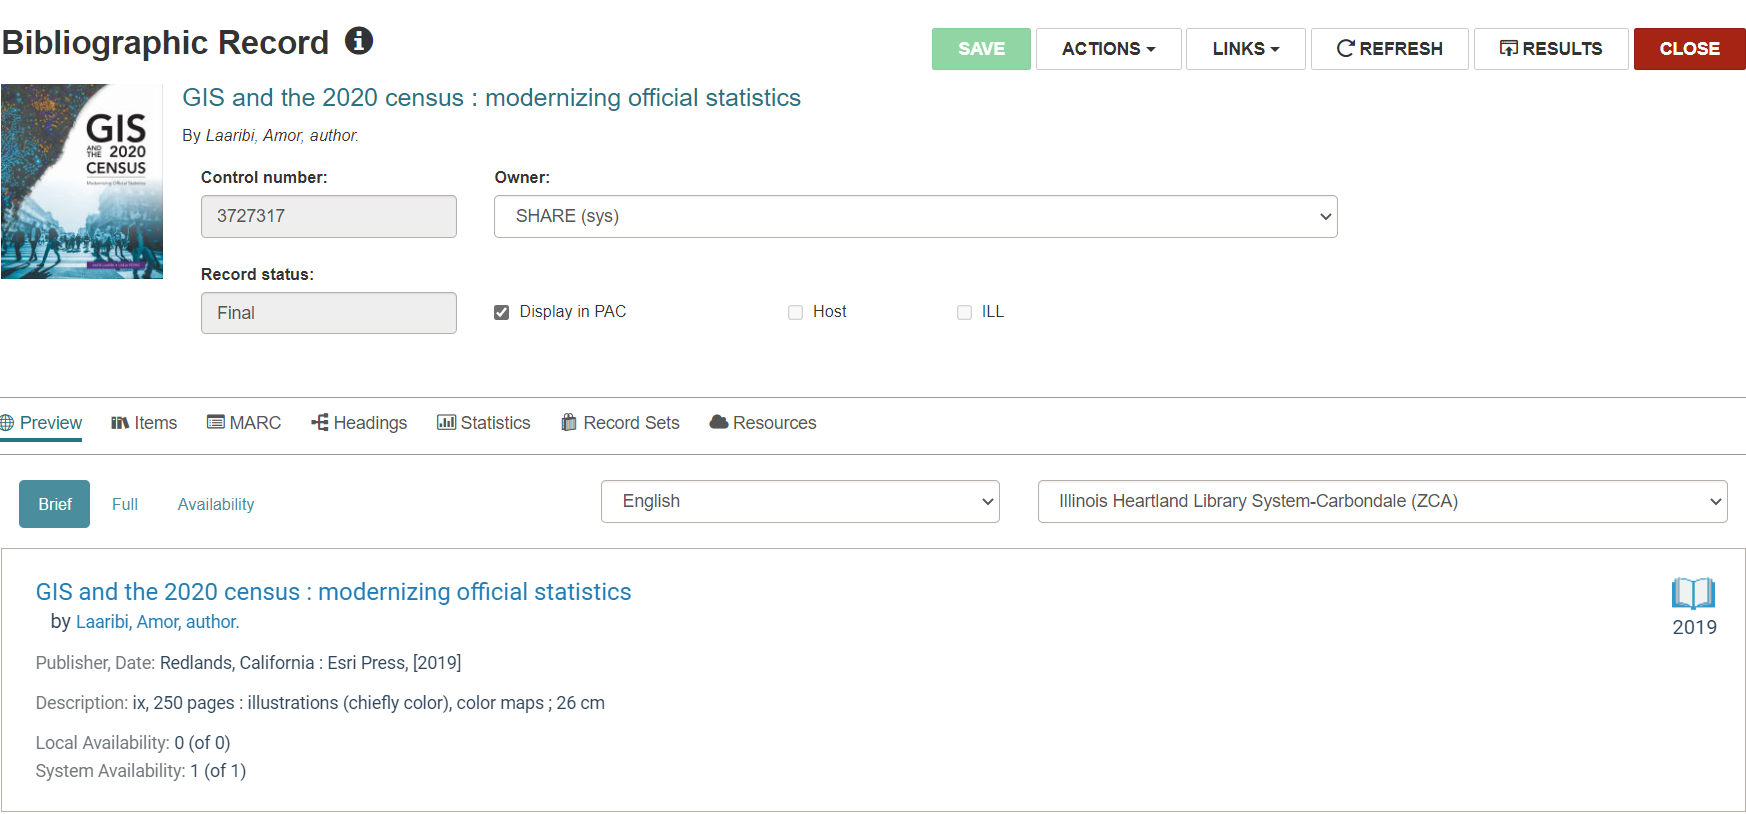 Bibliographic Record
SAVE
ACTIONS
LINKS
REFRESH
RESULTS
CLOSE
GIS
AND THE 2020
CENSUS
Modernizing Official Statistics
GIS and the 2020 census : modernizing official statistics
By Laaribi, Amor, author.
Control number:
Owner:
3727317
SHARE (sys)
Record status:
Final
Display in PAC
Host
ILL
Preview
Items
MARC
Headings
Statistics
Record Sets
Resources
Brief
Full
Availability
English
Illinois Heartland Library System-Carbondale (ZCA)
GIS and the 2020 census : modernizing official statistics
by Laaribi, Amor, author.
2019
Publisher, Date: Redlands, California : Esri Press, [2019]
Description: ix, 250 pages : illustrations (chiefly color), color maps ; 26 cm
Local Availability: 0 (of 0)
System Availability: 1 (of 1)